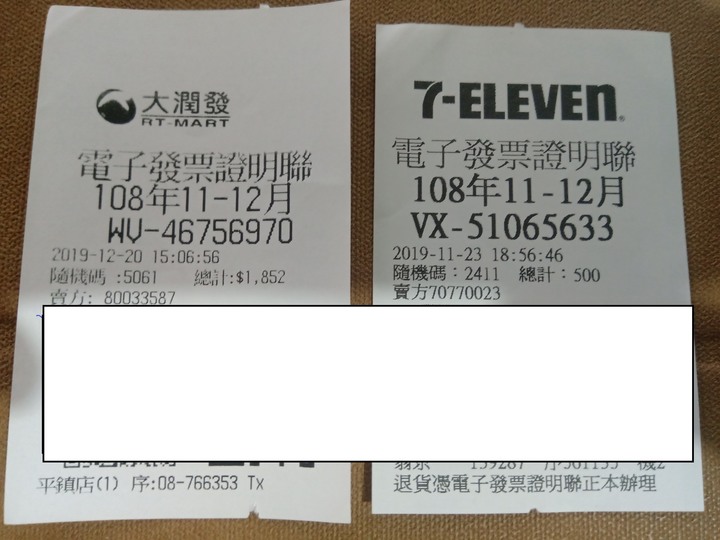 大潤發
RT-MART
電子發票證明聯
108年11-12月
WV-46756970
2019-12-20 15:06:56
隨機碼:5061 總計:$1,852
賣方: 80033587
平鎮店(1) 序:08-766353 Tx
7-ELEVEN®
電子發票證明聯
108年11-12月
VX-51065633
2019-11-23 18:56:46
隨機碼:2411 總計:500
賣方70770023
退貨憑電子發票證明聯正本辦理